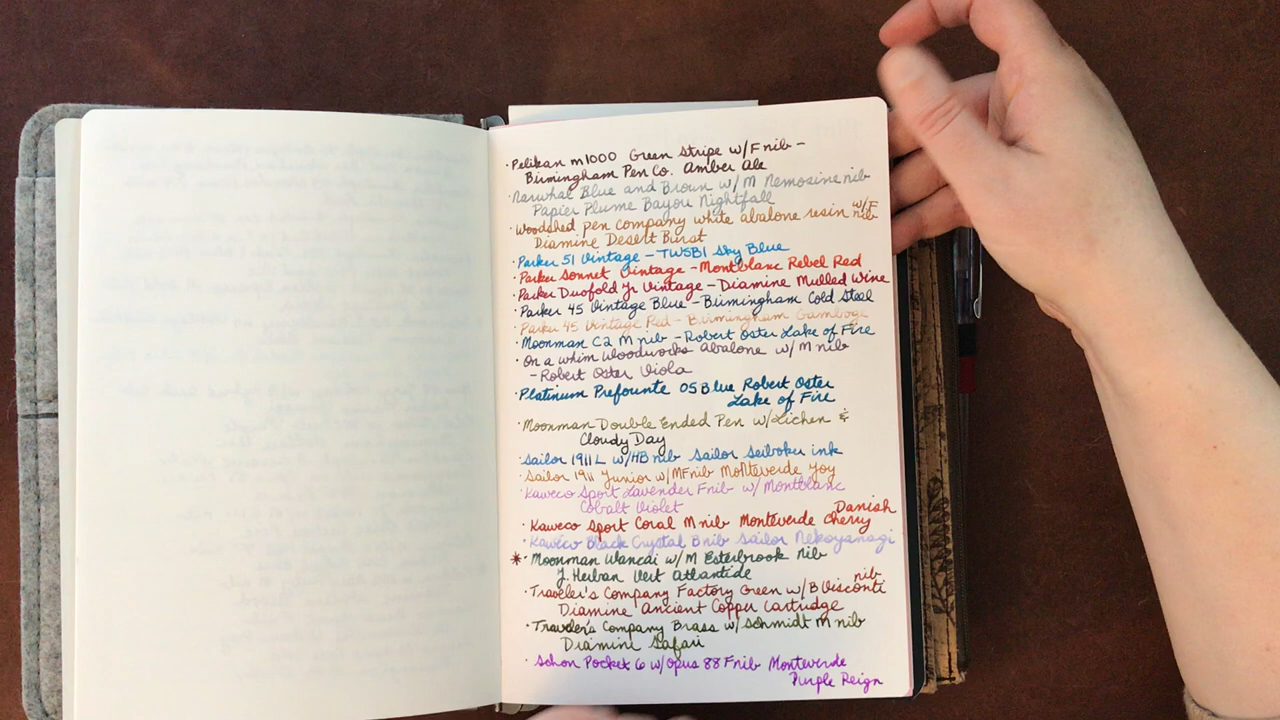 · Pelikan m1000 Green Stripe w/F nib –
Birmingham Pen Co. Amber Ale
· Narwhal Blue and Brown w/ M Nemosine nib
Papier Plume Bayou Nightfall
· Woodshed pen company white abalone resin w/F nib
Diamine Desert Burst
· Parker 51 Vintage – TWSBI Sky Blue
· Parker Sonnet Vintage – Montblanc Rebel Red
· Parker Duofold Jr Vintage – Diamine Mulled Wine
· Parker 45 Vintage Blue – Birmingham Cold Steel
· Parker 45 Vintage Red – Birmingham Gamboge
· Moonman C2 M nib – Robert Oster Lake of Fire
· On a whim Woodworks Abalone w/ M nib
– Robert Oster Viola
· Platinum Prefounte 05 Blue Robert Oster
Lake of Fire
· Moonman Double Ended Pen w/Lichen &
Cloudy Day
· Sailor 1911 L w/HB nib Sailor Seiboku ink
· Sailor 1911 Junior w/MF nib Monteverde Joy
· Kaweco Sport Lavender F nib w/ Montblanc
Cobalt Violet
· Kaweco Sport Coral M nib Monteverde Danish Cherry
· Kaweco Black Crystal B nib Sailor Nekoyanagi
* · Moonman Wancai w/ M Esterbrook nib
J. Herban Vert Atlantide
· Traveler's Company Factory Green w/ B Visconti nib
Diamine Ancient Copper Cartridge
· Traveler's Company Brass w/ Schmidt M nib
Diamine Safari
· Schon Pocket 6 w/ Opus 88 F nib Monteverde
Purple Reign